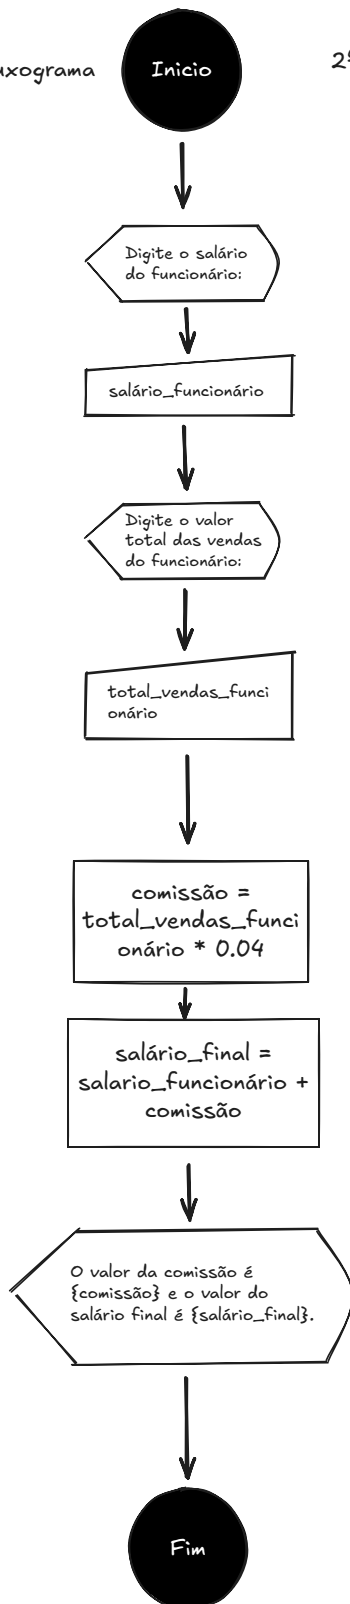 uxograma
Inicio
2º
Digite o salário
do funcionário:
salário_funcionário
Digite o valor
total das vendas
do funcionário:
total_vendas_funci
onário
comissão =
total_vendas_funci
onário * 0.04
salário_final =
salario_funcionário +
comissão
O valor da comissão é
{comissão} e o valor do
salário final é {salário_final}.
Fim